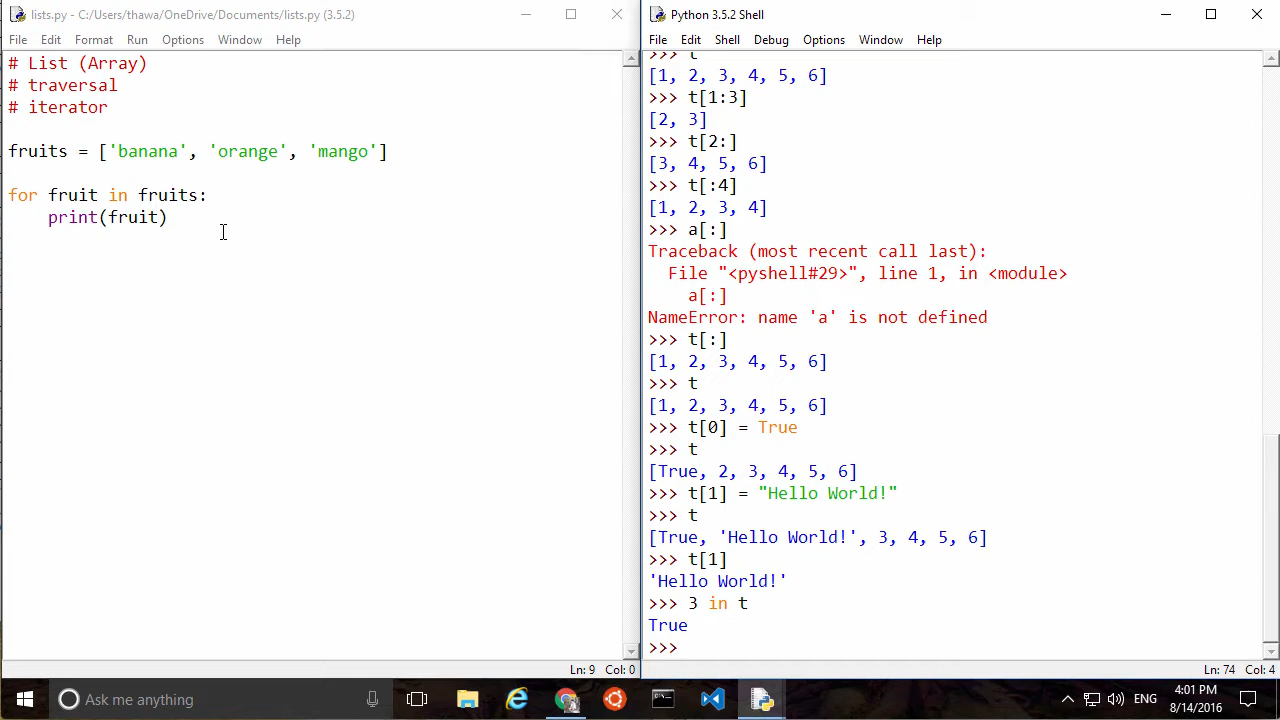 lists.py - C:/Users/thawa/OneDrive/Documents/lists.py (3.5.2)
File Edit Format Run Options Window Help
# List (Array)
# traversal
# iterator
fruits = ['banana', 'orange', 'mango']
for fruit in fruits:
    print(fruit)
Ln: 9 Col: 0
Python 3.5.2 Shell
File Edit Shell Debug Options Window Help
>>> t
[1, 2, 3, 4, 5, 6]
>>> t[1:3]
[2, 3]
>>> t[2:]
[3, 4, 5, 6]
>>> t[:4]
[1, 2, 3, 4]
>>> a[:]
Traceback (most recent call last):
  File "<pyshell#29>", line 1, in <module>
    a[:]
NameError: name 'a' is not defined
>>> t[:]
[1, 2, 3, 4, 5, 6]
>>> t
[1, 2, 3, 4, 5, 6]
>>> t[0] = True
>>> t
[True, 2, 3, 4, 5, 6]
>>> t[1] = "Hello World!"
>>> t
[True, 'Hello World!', 3, 4, 5, 6]
>>> t[1]
'Hello World!'
>>> 3 in t
True
>>>
Ln: 74 Col: 4
Ask me anything
ENG
4:01 PM
8/14/2016